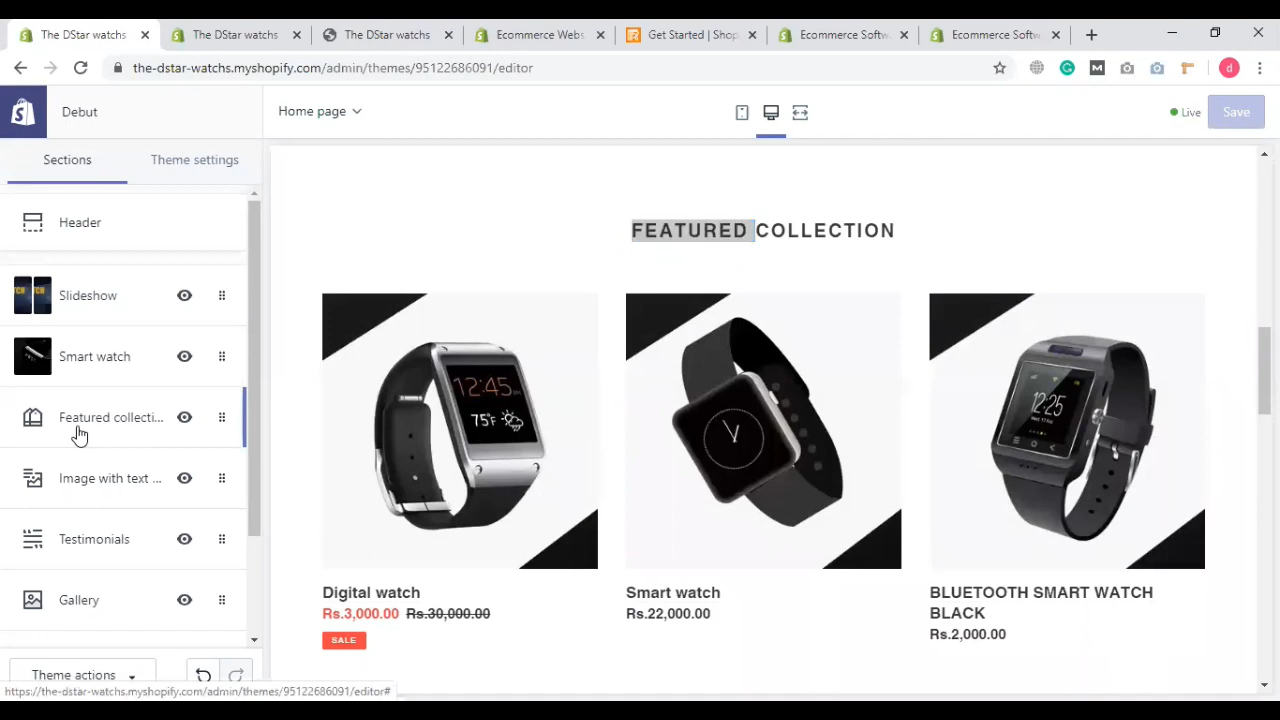 The DStar watchs
The DStar watchs
The DStar watchs
Ecommerce Webs
Get Started | Shop
Ecommerce Softw
Ecommerce Softw
the-dstar-watchs.myshopify.com/admin/themes/95122686091/editor
M
d
Debut
Home page
Live
Save
Sections
Theme settings
Header
Slideshow
Smart watch
Featured collecti...
Image with text ...
Testimonials
Gallery
Theme actions
https://the-dstar-watchs.myshopify.com/admin/themes/95122686091/editor#
FEATURED COLLECTION
12:45
75°F
12:25
Digital watch
Rs.3,000.00 Rs.30,000.00
SALE
Smart watch
Rs.22,000.00
BLUETOOTH SMART WATCH
BLACK
Rs.2,000.00